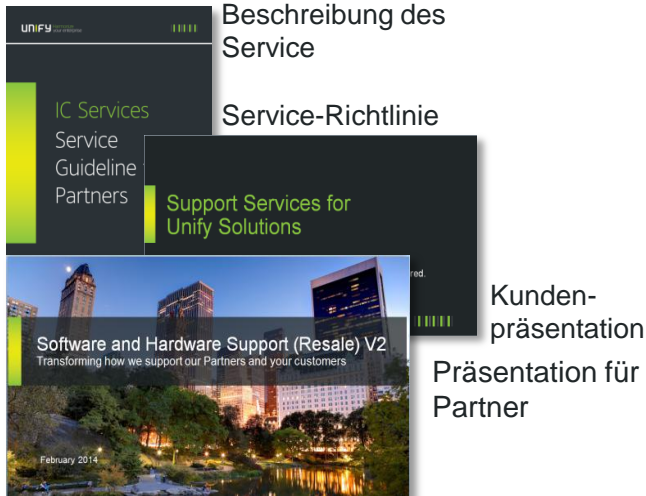 Beschreibung des
Service
UNIFY
IC Services
Service
Guideline
Partners
Service-Richtlinie
Support Services for
Unify Solutions
red.
Kunden-
präsentation
Software and Hardware Support (Resale) V2
Transforming how we support our Partners and your customers
February 2014
Präsentation für
Partner